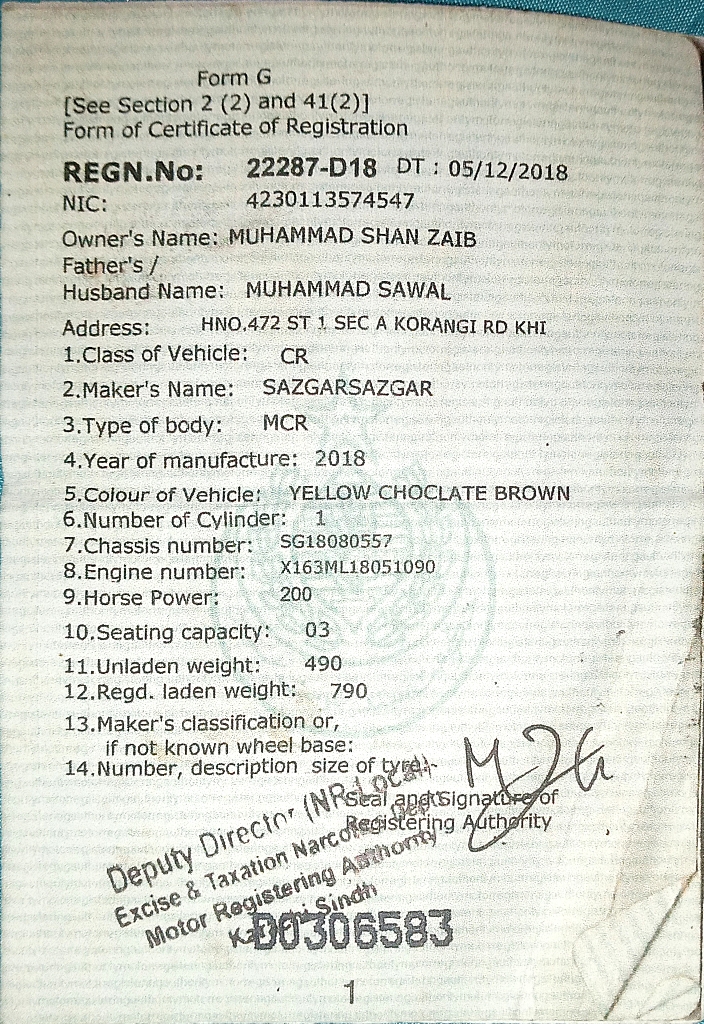 Form G
[See Section 2 (2) and 41(2)]
Form of Certificate of Registration
REGN.No: 22287-D18 DT : 05/12/2018
NIC: 4230113574547
Owner's Name: MUHAMMAD SHAN ZAIB
Father's /
Husband Name: MUHAMMAD SAWAL
Address: HNO.472 ST 1 SEC A KORANGI RD KHI
1.Class of Vehicle: CR
2.Maker's Name: SAZGARSAZGAR
3.Type of body: MCR
4.Year of manufacture: 2018
5.Colour of Vehicle: YELLOW CHOCLATE BROWN
6.Number of Cylinder: 1
7.Chassis number: SG18080557
8.Engine number: X163ML18051090
9.Horse Power: 200
10.Seating capacity: 03
11.Unladen weight: 490
12.Regd. laden weight: 790
13.Maker's classification or,
if not known wheel base:
14.Number, description size of tyre:-
Seal and Signature of
Registering Authority
Deputy Director (NP-Local)
Excise & Taxation Narcotics Dept
Motor Registering Authority
Karachi Sindh
D0306583
1